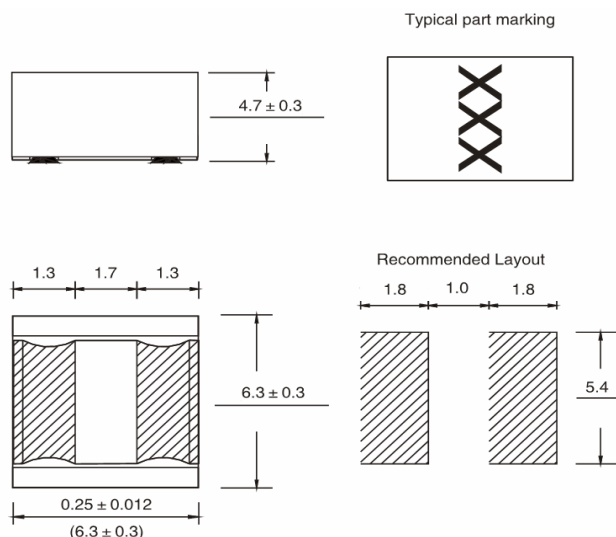 Typical part marking
4.7 ± 0.3
XXX
1.3 1.7 1.3
6.3 ± 0.3
0.25 ± 0.012
(6.3 ± 0.3)
Recommended Layout
1.8 1.0 1.8
5.4